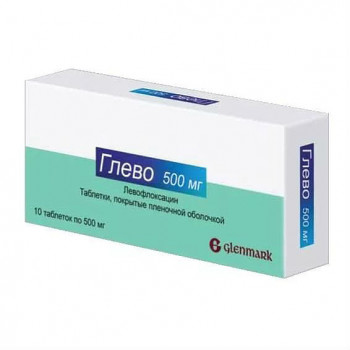 Глево 500 мг
Левофлоксацин
Таблетки, покрытые пленочной оболочкой
10 таблеток по 500 мг
Glenmark
Глево
500 мг